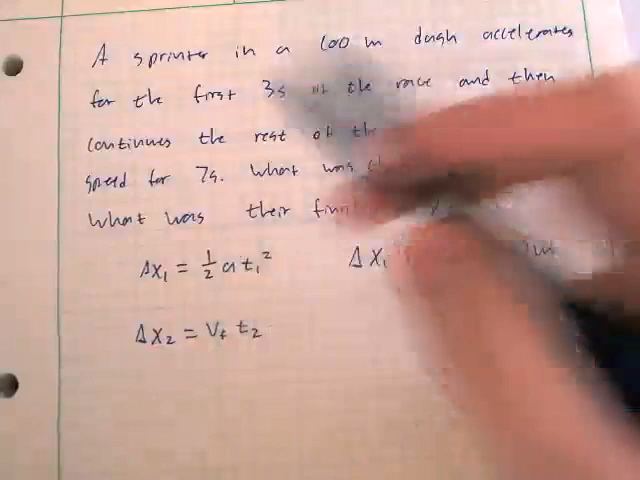 A sprinter in a 100 m dash accelerates
for the first 3s of the race and then
continues the rest of the
speed for 7s. What was
What was their
Δx₁ = ½ a t₁² Δx₁
Δx₂ = V_f t₂